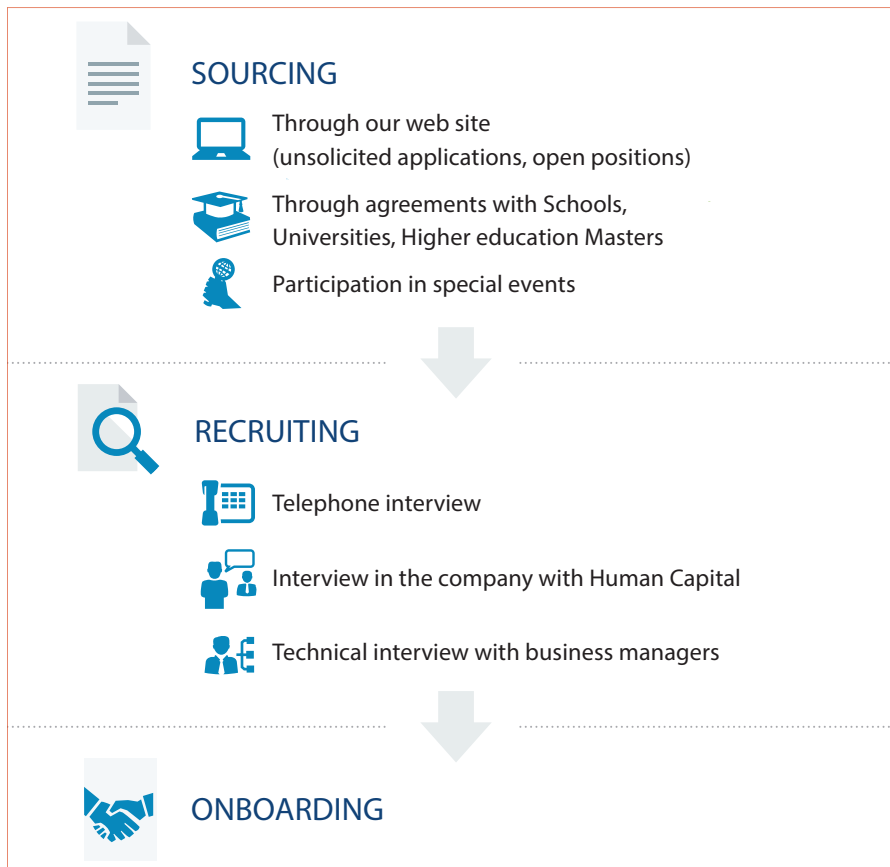 SOURCING
Through our web site
(unsolicited applications, open positions)
Through agreements with Schools,
Universities, Higher education Masters
Participation in special events
RECRUITING
Telephone interview
Interview in the company with Human Capital
Technical interview with business managers
ONBOARDING